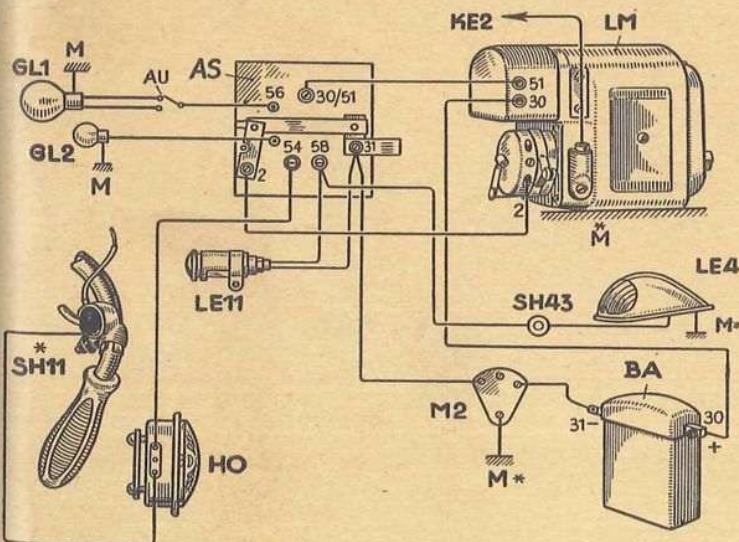 KE2
LM
M
GL1
AU
AS
56
30/51
51
30
GL2
M
54
58
31
2
2
M*
LE4
LE11
SH43
M*
*
SH11
BA
M2
31-
30
+
HO
M*